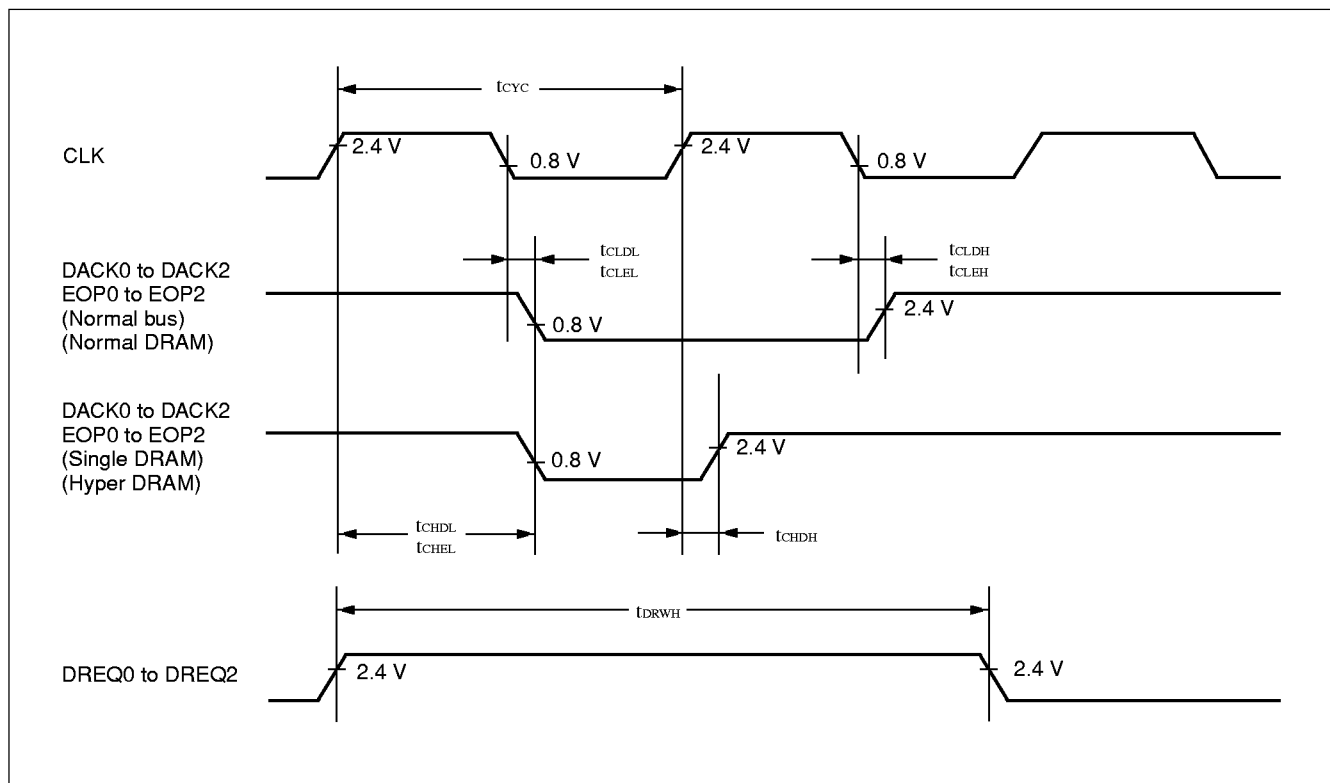 tCYC
CLK
2.4 V
0.8 V
2.4 V
0.8 V
DACK0 to DACK2
EOP0 to EOP2
(Normal bus)
(Normal DRAM)
tCLDL
tCLEL
tCLDH
tCLEH
0.8 V
2.4 V
DACK0 to DACK2
EOP0 to EOP2
(Single DRAM)
(Hyper DRAM)
0.8 V
2.4 V
tCHDL
tCHEL
tCHDH
tDRWH
DREQ0 to DREQ2
2.4 V
2.4 V